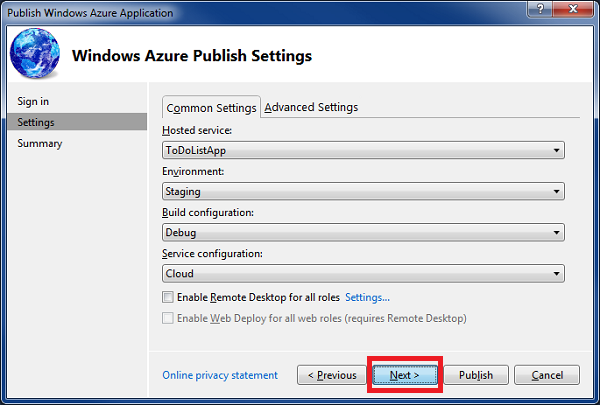 Publish Windows Azure Application
Windows Azure Publish Settings
Sign in
Settings
Summary
Common Settings Advanced Settings
Hosted service:
ToDoListApp
Environment:
Staging
Build configuration:
Debug
Service configuration:
Cloud
Enable Remote Desktop for all roles Settings...
Enable Web Deploy for all web roles (requires Remote Desktop)
Online privacy statement < Previous Next > Publish Cancel